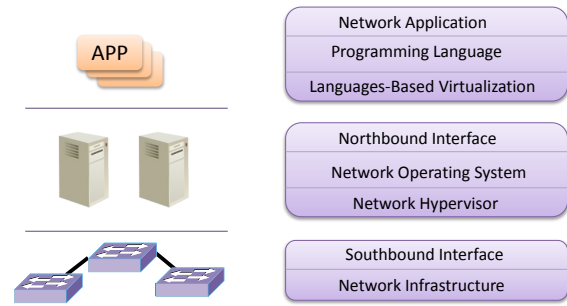 APP
Network Application
Programming Language
Languages-Based Virtualization
Northbound Interface
Network Operating System
Network Hypervisor
Southbound Interface
Network Infrastructure